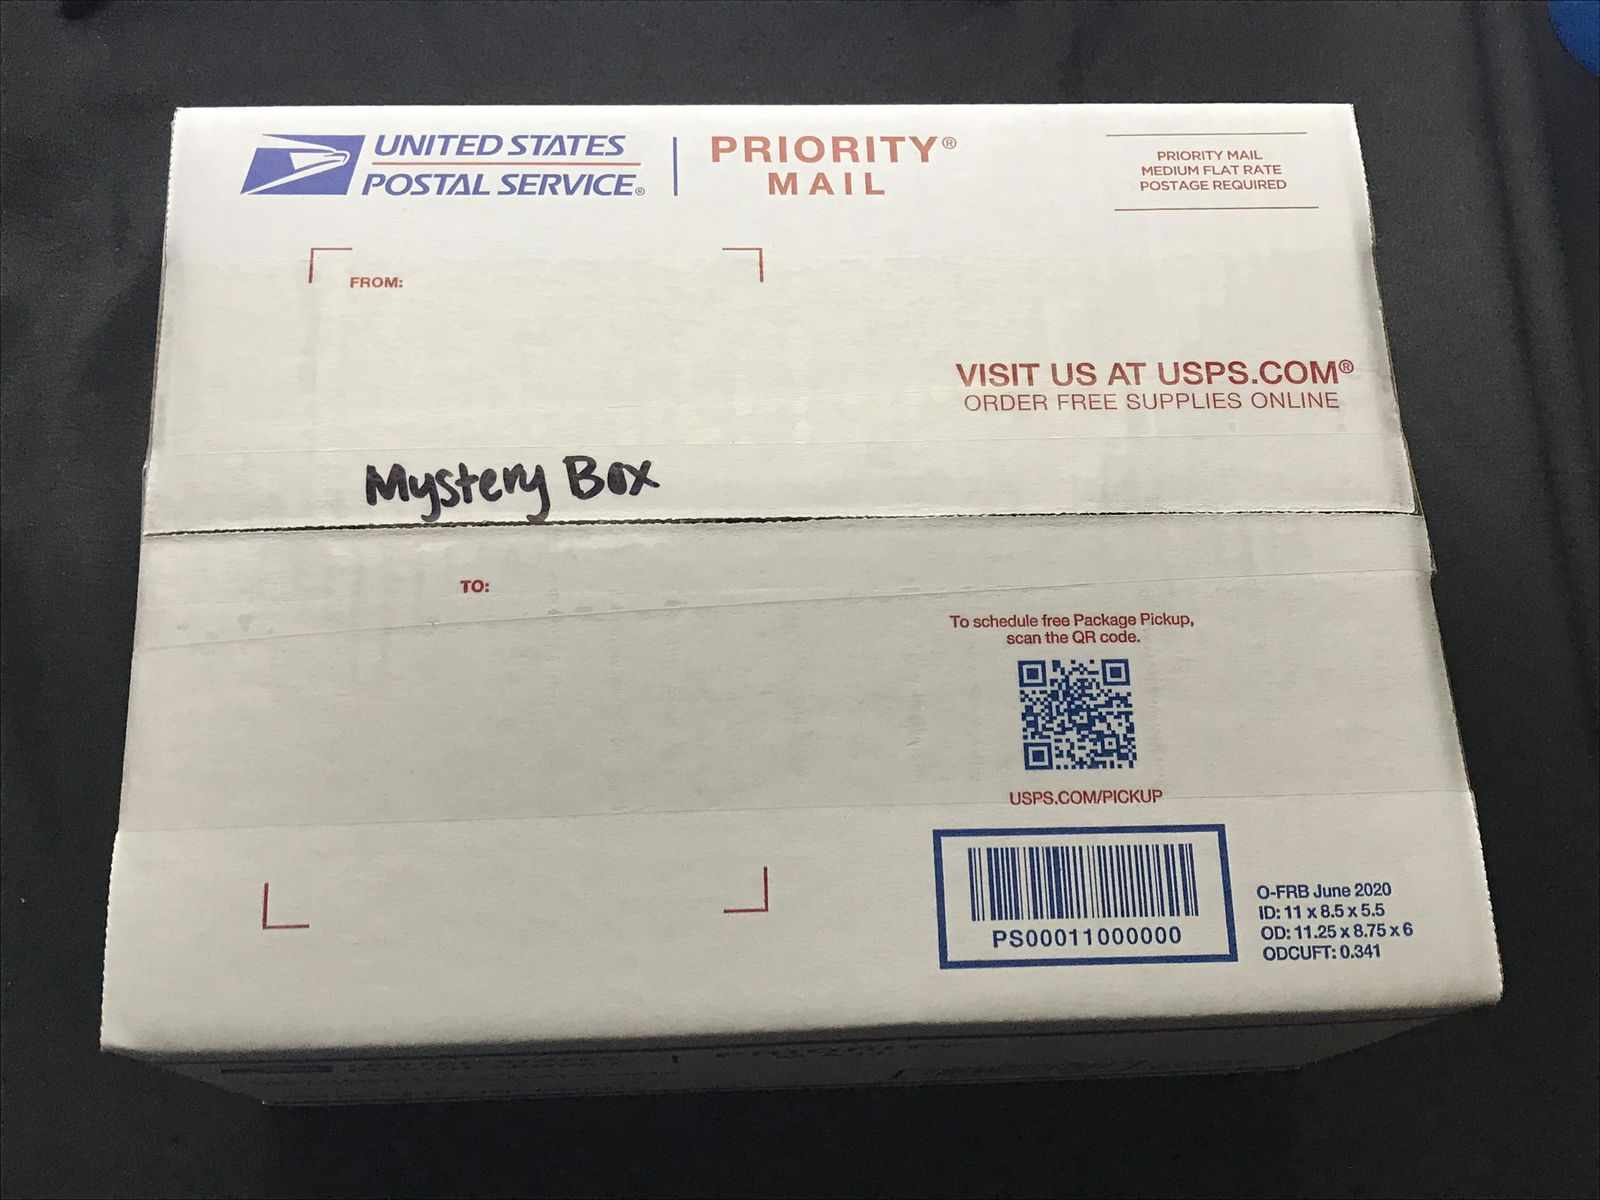 UNITED STATES
POSTAL SERVICE®
PRIORITY®
MAIL
PRIORITY MAIL
MEDIUM FLAT RATE
POSTAGE REQUIRED
FROM:
VISIT US AT USPS.COM®
ORDER FREE SUPPLIES ONLINE
Mystery Box
TO:
To schedule free Package Pickup,
scan the QR code.
USPS.COM/PICKUP
PS00011000000
O-FRB June 2020
ID: 11 x 8.5 x 5.5
OD: 11.25 x 8.75 x 6
ODCUFT: 0.341